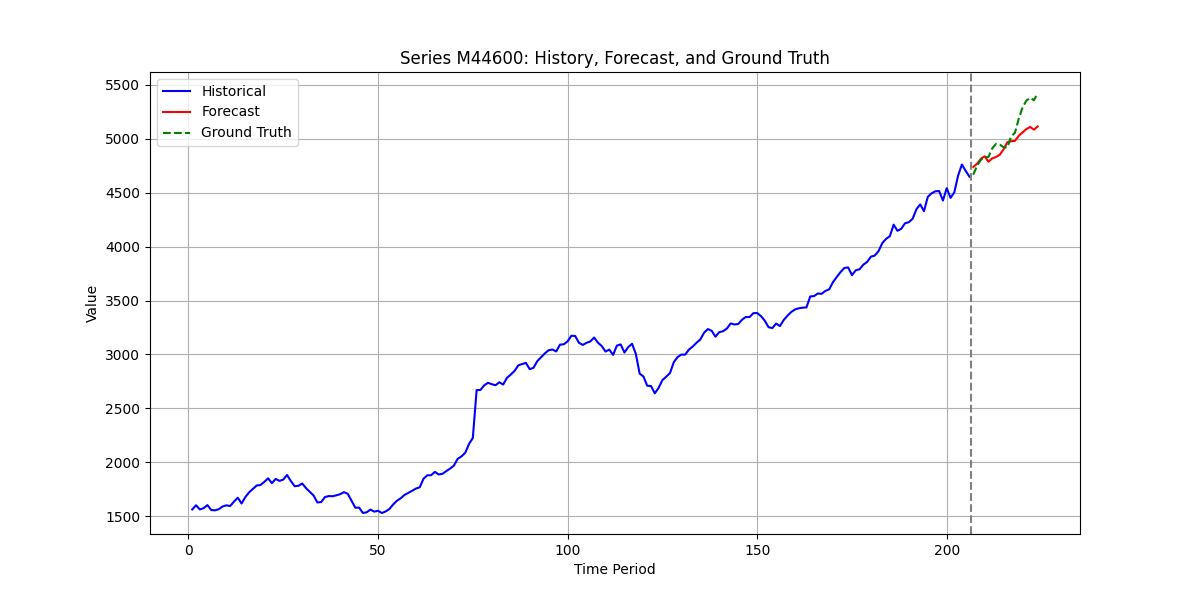 Series M44600: History, Forecast, and Ground Truth
Historical
Forecast
Ground Truth
5500
5000
4500
4000
3500
3000
2500
2000
1500
Value
0 50 100 150 200
Time Period